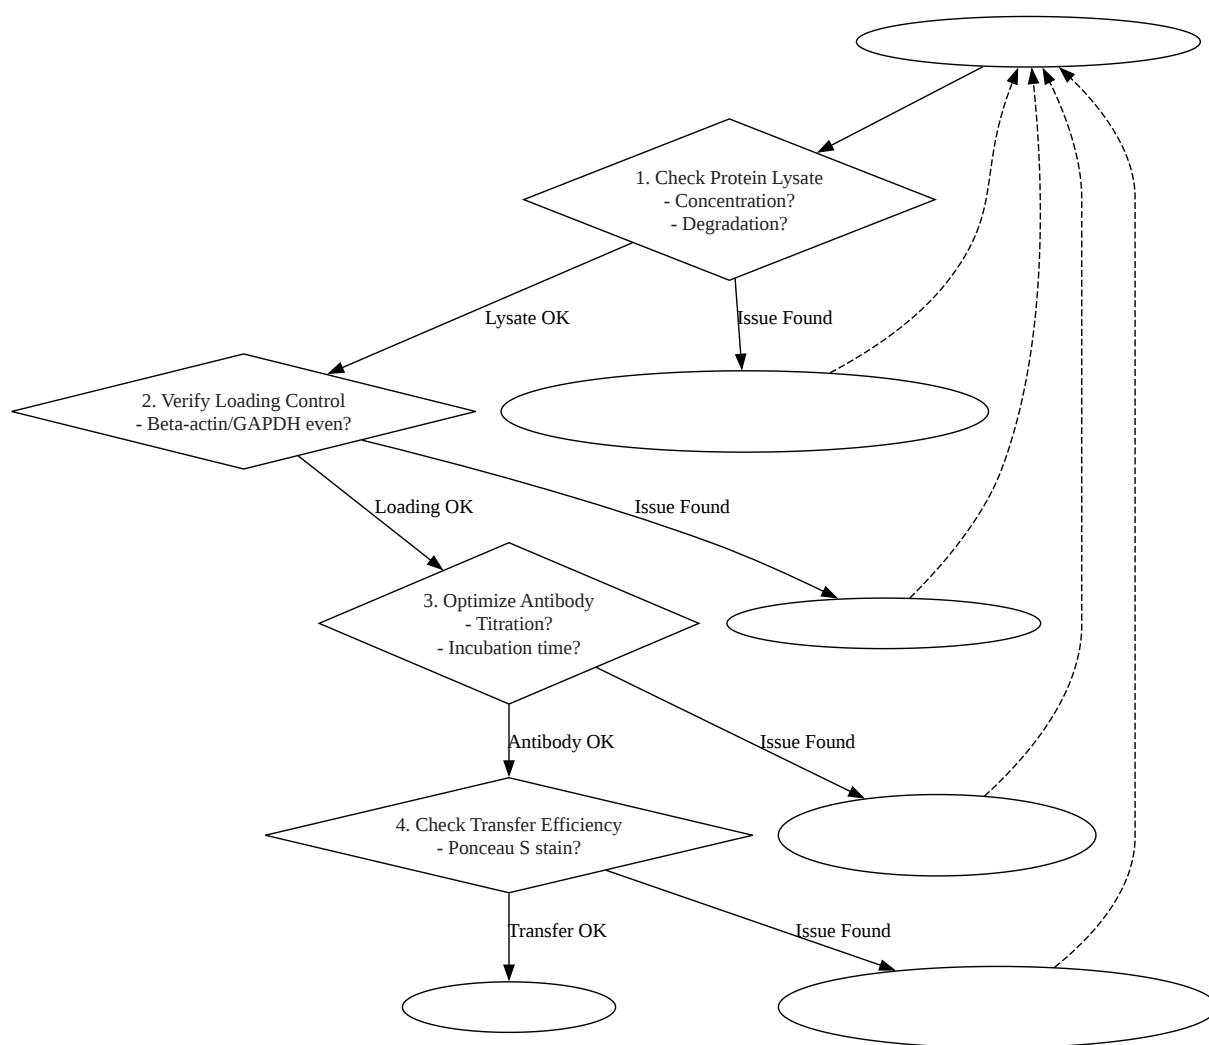 1. Check Protein Lysate
- Concentration?
- Degradation?
Lysate OK
Issue Found
2. Verify Loading Control
- Beta-actin/GAPDH even?
Loading OK
Issue Found
3. Optimize Antibody
- Titration?
- Incubation time?
Antibody OK
Issue Found
4. Check Transfer Efficiency
- Ponceau S stain?
Transfer OK
Issue Found